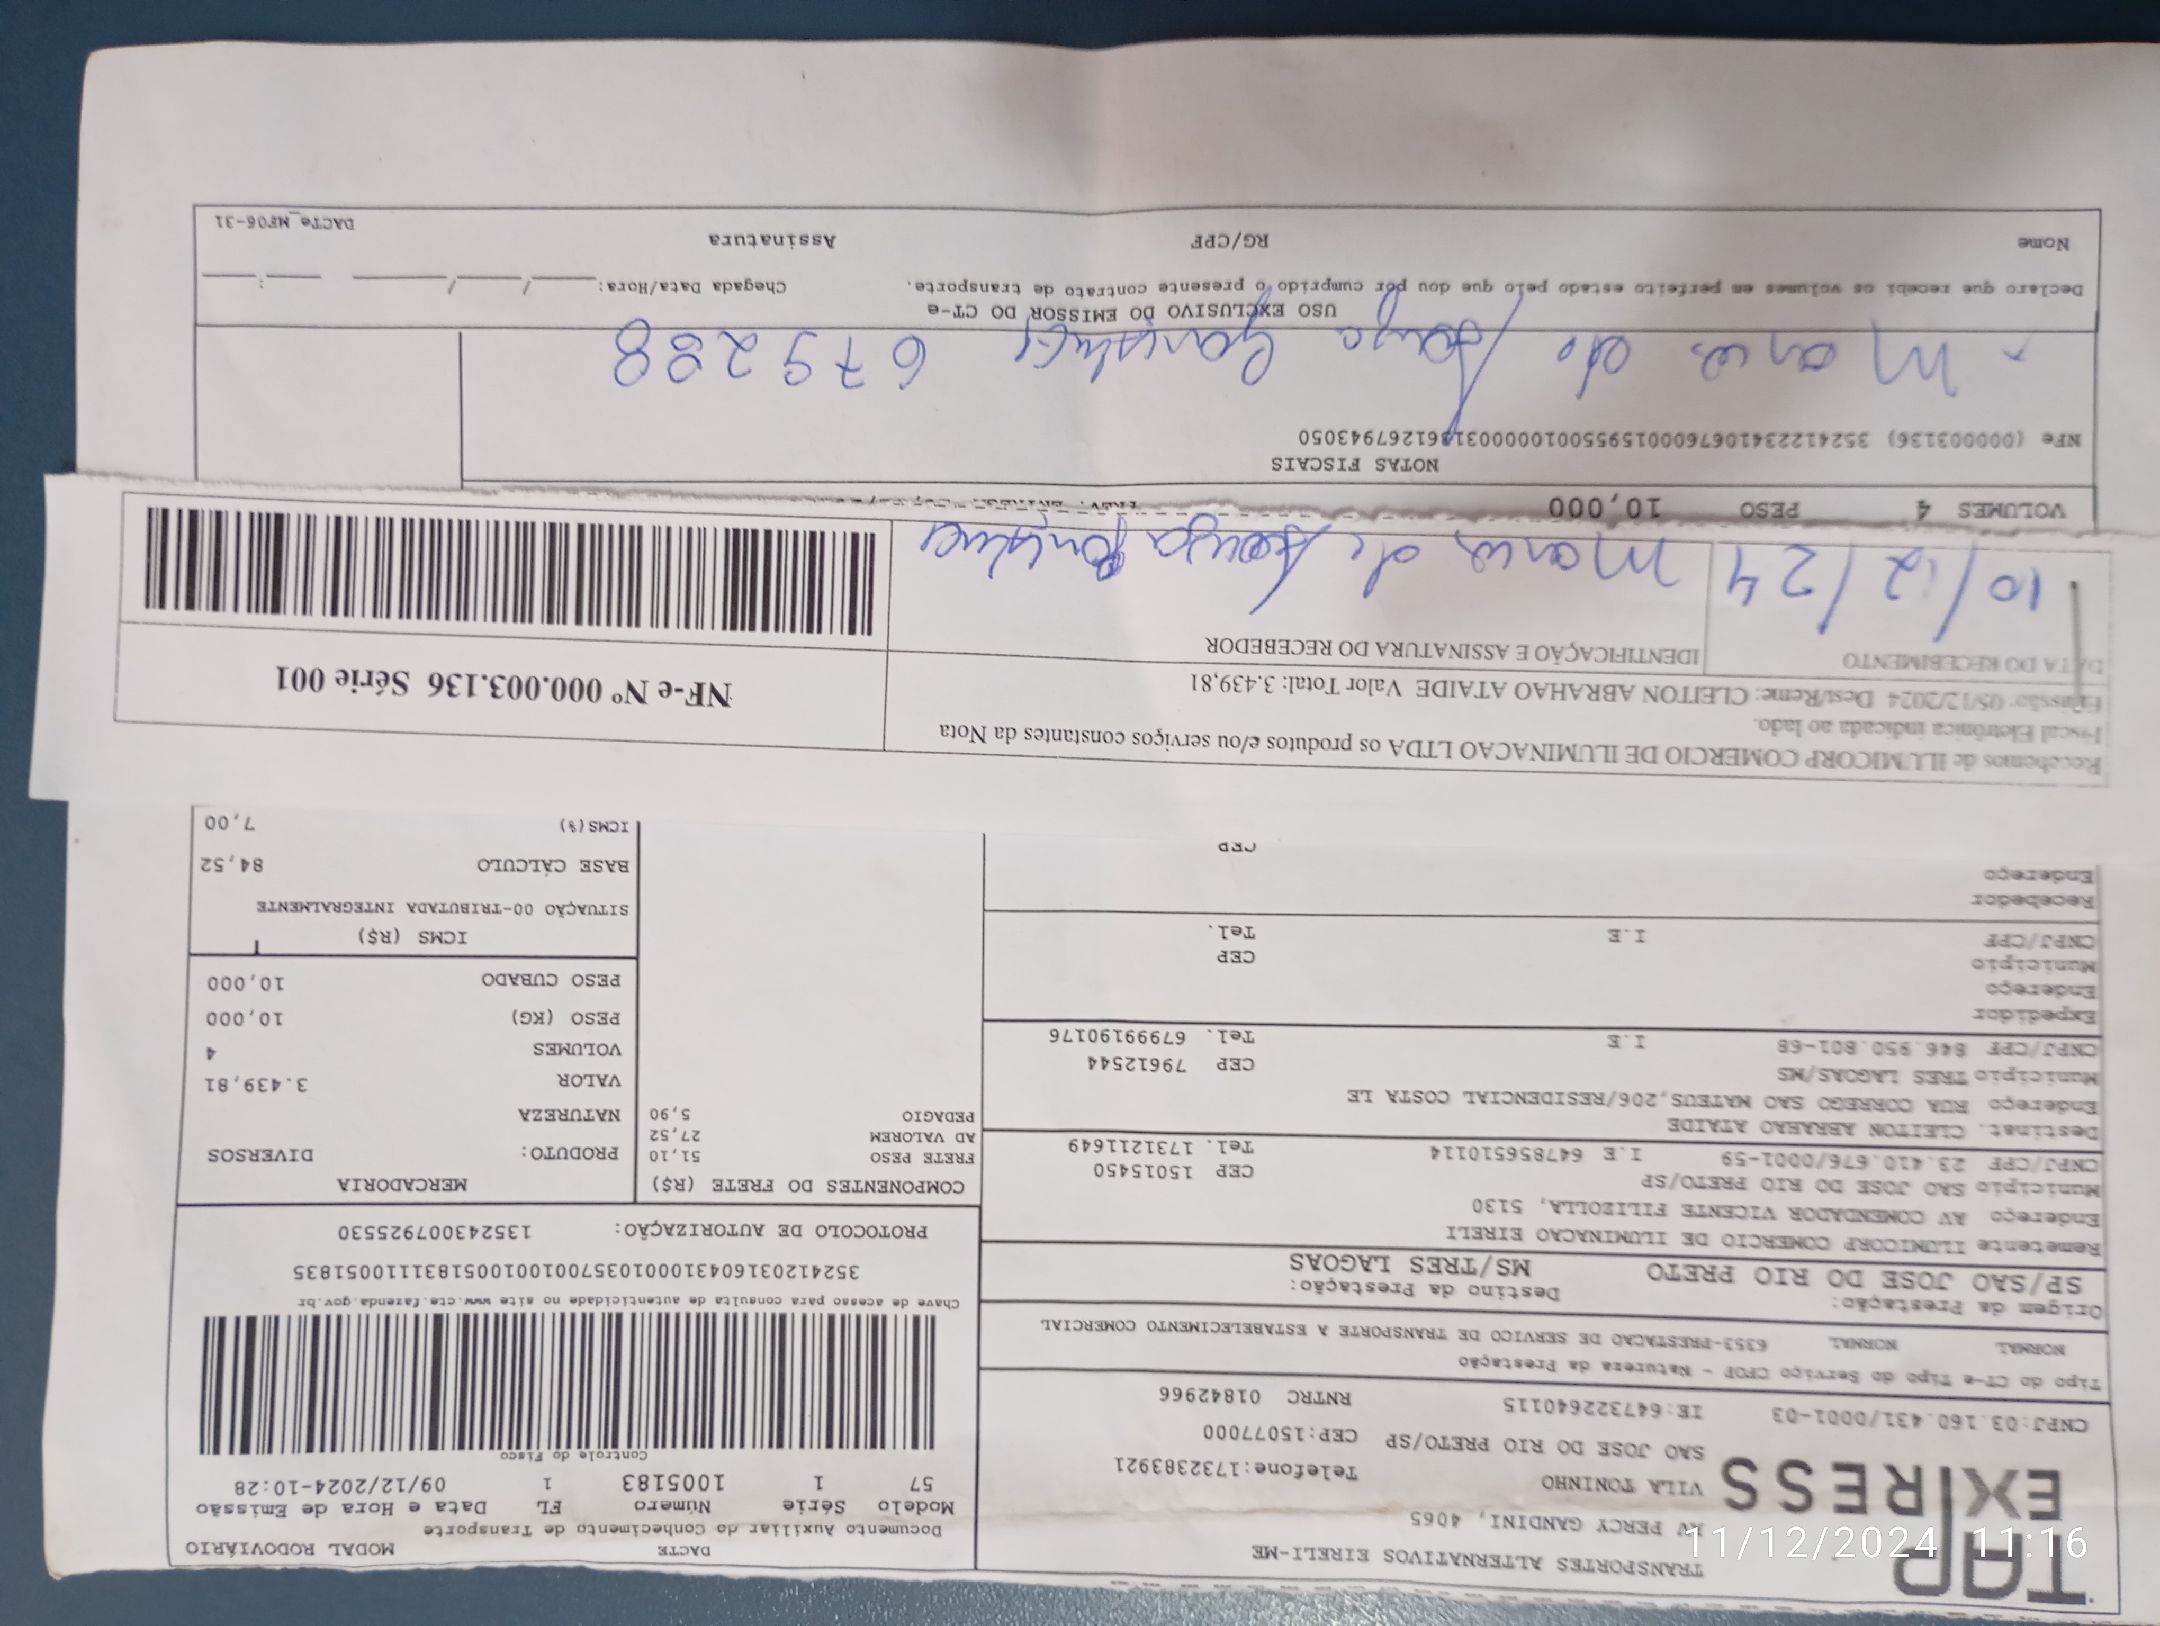 TAP
EXPRESS
TRANSPORTES ALTERNATIVOS EIRELI-ME
AV PERCY GANDINI, 4065
VILA TONINHO
Telefone:1732383921
SAO JOSE DO RIO PRETO/SP CEP:15077000
CNPJ:03.160.431/0001-03 IE:647322640115 RNTRC 01842966
DACTE MODAL RODOVIÁRIO
Documento Auxiliar do Conhecimento de Transporte
Modelo Série Número FL Data e Hora de Emissão
57 1 1005183 1 09/12/2024-10:28
Controle do Fisco
Chave de acesso para consulta de autenticidade no site www.cte.fazenda.gov.br
35241203160431000103570010010051831110051835
PROTOCOLO DE AUTORIZAÇÃO: 135243007925530
Tipo do CT-e Tipo do Serviço CFOP - Natureza da Prestação
NORMAL NORMAL 6353-PRESTACAO DE SERVICO DE TRANSPORTE A ESTABELECIMENTO COMERCIAL
Origem da Prestação: Destino da Prestação:
SP/SAO JOSE DO RIO PRETO MS/TRES LAGOAS
Remetente ILUMICORP COMERCIO DE ILUMINACAO EIRELI
Endereço AV COMENDADOR VICENTE FILIZOLLA, 5130
Município SAO JOSE DO RIO PRETO/SP CEP 15015450
CNPJ/CPF 23.410.676/0001-59 I.E 647856510114 Tel. 1731211649
Destinat. CLEITON ABRAHAO ATAIDE
Endereço RUA CORREGO SAO MATEUS,206/RESIDENCIAL COSTA LE
Município TRES LAGOAS/MS CEP 79612544
CNPJ/CPF 846.950.801-68 I.E Tel. 67999190176
Expedidor
Endereço
Município CEP
CNPJ/CPF I.E Tel.
Recebedor
Endereço
CEP
COMPONENTES DO FRETE (R$)
FRETE PESO 51,10
AD VALOREM 27,52
PEDAGIO 5,90
MERCADORIA
PRODUTO: DIVERSOS
NATUREZA
VALOR 3.439,81
VOLUMES 4
PESO (KG) 10,000
PESO CUBADO 10,000
ICMS (R$)
SITUAÇÃO 00-TRIBUTADA INTEGRALMENTE
BASE CÁLCULO 84,52
ICMS(%) 7,00
Recebemos de ILUMICORP COMERCIO DE ILUMINACAO LTDA os produtos e/ou serviços constantes da Nota
Fiscal Eletrônica indicada ao lado.
Emissão: 05/12/2024 Dest/Reme: CLEITON ABRAHAO ATAIDE Valor Total: 3.439,81
DATA DO RECEBIMENTO IDENTIFICAÇÃO E ASSINATURA DO RECEBEDOR
10/12/24 de Souza
NF-e Nº 000.003.136 Série 001
VOLUMES 4 PESO 10,000
NOTAS FISCAIS
NFe (000003136) 35241223410676000159550010000031361267943050
Souza 679288
USO EXCLUSIVO DO EMISSOR DO CT-e
Declaro que recebi os volumes em perfeito estado pelo que dou por cumprido o presente contrato de transporte. Chegada Data/Hora: ____/____/____ ____:____
Nome RG/CPF Assinatura
DACTe_MF06-31
11/12/2024 11:16